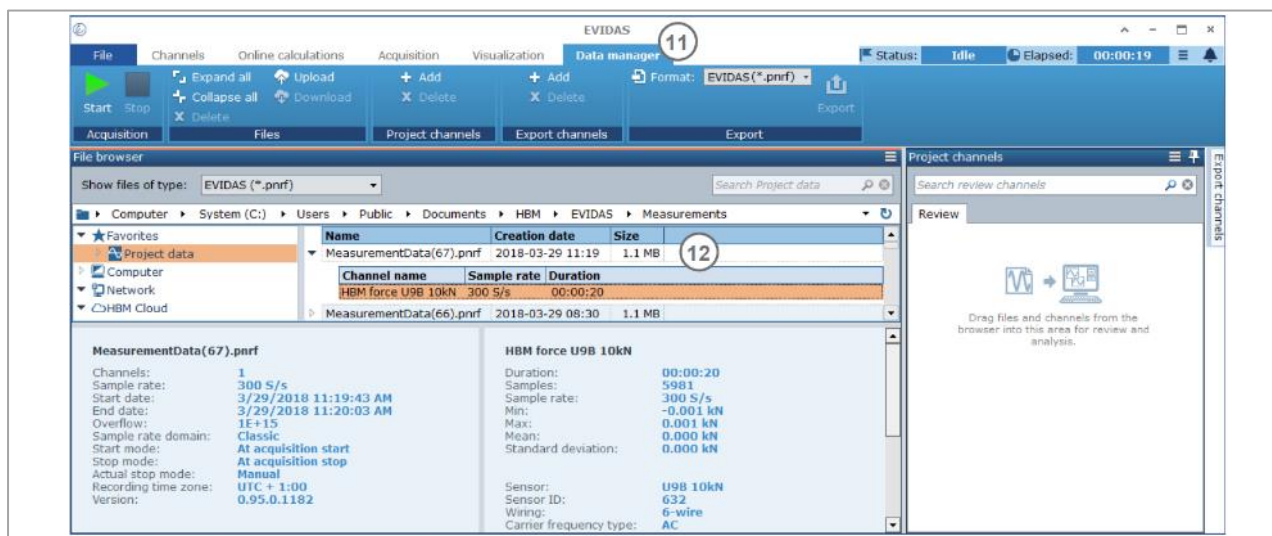 EVIDAS
11
File Channels Online calculations Acquisition Visualization Data manager Status: Idle Elapsed: 00:00:19
Expand all Upload + Add + Add Format: EVIDAS(*.pnrf)
Collapse all Download X Delete X Delete
Start Stop X Delete Export
Acquisition Files Project channels Export channels Export
File browser
Show files of type: EVIDAS (*.pnrf) Search Project data
Computer System (C:) Users Public Documents HBM EVIDAS Measurements
Favorites
Project data
Computer
Network
HBM Cloud
Name Creation date Size
MeasurementData(67).pnrf 2018-03-29 11:19 1.1 MB
12
Channel name Sample rate Duration
HBM force U9B 10kN 300 S/s 00:00:20
MeasurementData(66).pnrf 2018-03-29 08:30 1.1 MB
MeasurementData(67).pnrf
Channels: 1
Sample rate: 300 S/s
Start date: 3/29/2018 11:19:43 AM
End date: 3/29/2018 11:20:03 AM
Overflow: 1E+15
Sample rate domain: Classic
Start mode: At acquisition start
Stop mode: At acquisition stop
Actual stop mode: Manual
Recording time zone: UTC + 1:00
Version: 0.95.0.1182
HBM force U9B 10kN
Duration: 00:00:20
Samples: 5981
Sample rate: 300 S/s
Min: -0.001 kN
Max: 0.001 kN
Mean: 0.000 kN
Standard deviation: 0.000 kN
Sensor: U9B 10kN
Sensor ID: 632
Wiring: 6-wire
Carrier frequency type: AC
Project channels
Search review channels
Review
Drag files and channels from the
browser into this area for review and
analysis.
Export channels